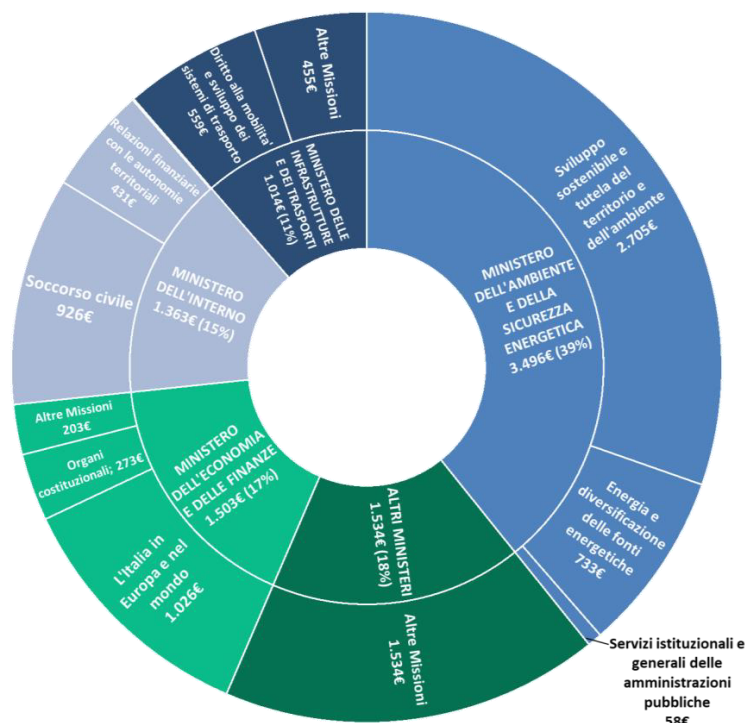 Altre Missioni
455€
Diritto alla mobilita'
e sviluppo dei
sistemi di trasporto
559€
MINISTERO DELLE
INFRASTRUTTURE
E DEI TRASPORTI
1.014€ (11%)
Relazioni finanziarie
con le autonomie
territoriali
431€
Soccorso civile
926€
MINISTERO
DELL'INTERNO
1.363€ (15%)
Sviluppo
sostenibile e
tutela del
territorio e
dell'ambiente
2.705€
MINISTERO
DELL'AMBIENTE
E DELLA
SICUREZZA
ENERGETICA
3.496€ (39%)
Altre Missioni
203€
Organi
costituzionali; 273€
MINISTERO
DELL'ECONOMIA
E DELLE FINANZE
1.503€ (17%)
L'Italia in
Europa e nel
mondo
1.026€
ALTRI MINISTERI
1.534€ (18%)
Altre Missioni
1.534€
Energia e
diversificazione
delle fonti
energetiche
733€
Servizi istituzionali e
generali delle
amministrazioni
pubbliche
58€